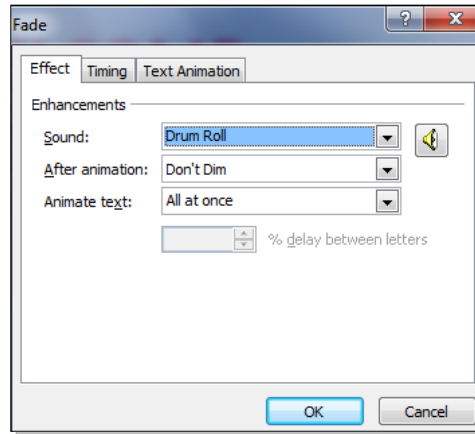 Fade
Effect Timing Text Animation
Enhancements
Sound: Drum Roll
After animation: Don't Dim
Animate text: All at once
% delay between letters
OK Cancel